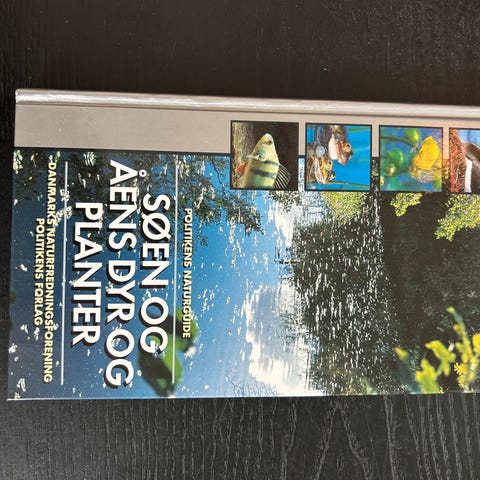 POLITIKENS NATURGUIDE
SØEN OG
ÅENS DYR OG
PLANTER
DANMARKS NATURFREDNINGSFORENING
POLITIKENS FORLAG